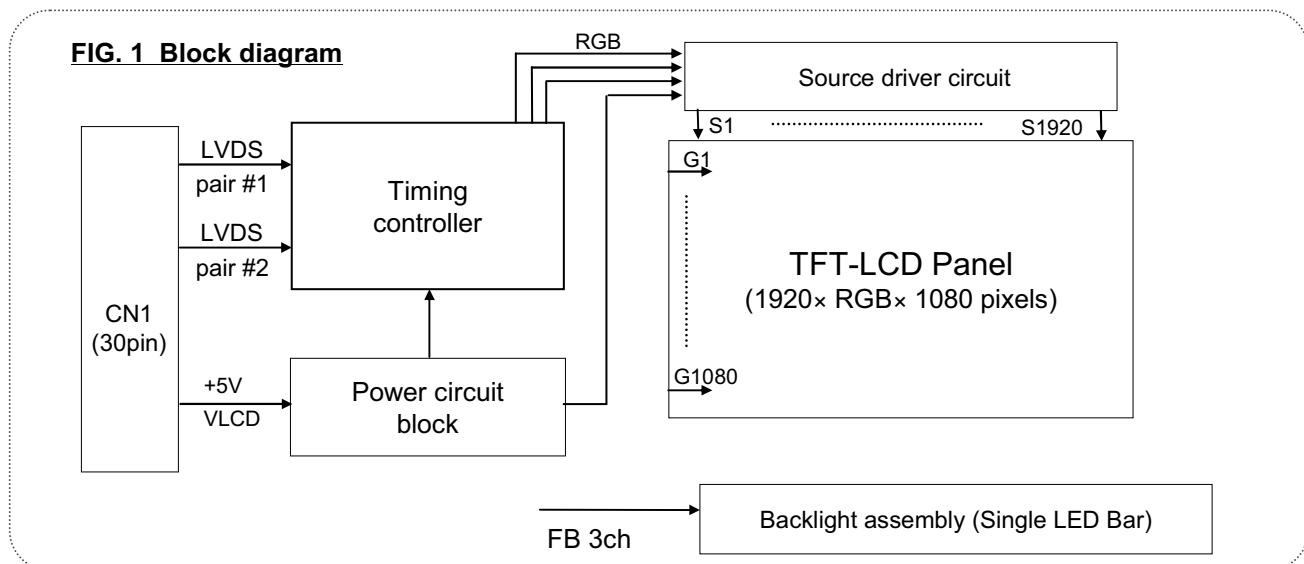 FIG. 1 Block diagram
RGB
Source driver circuit
S1
S1920
CN1
(30pin)
LVDS
pair #1
LVDS
pair #2
Timing
controller
G1
TFT-LCD Panel
(1920× RGB× 1080 pixels)
G1080
+5V
VLCD
Power circuit
block
FB 3ch
Backlight assembly (Single LED Bar)